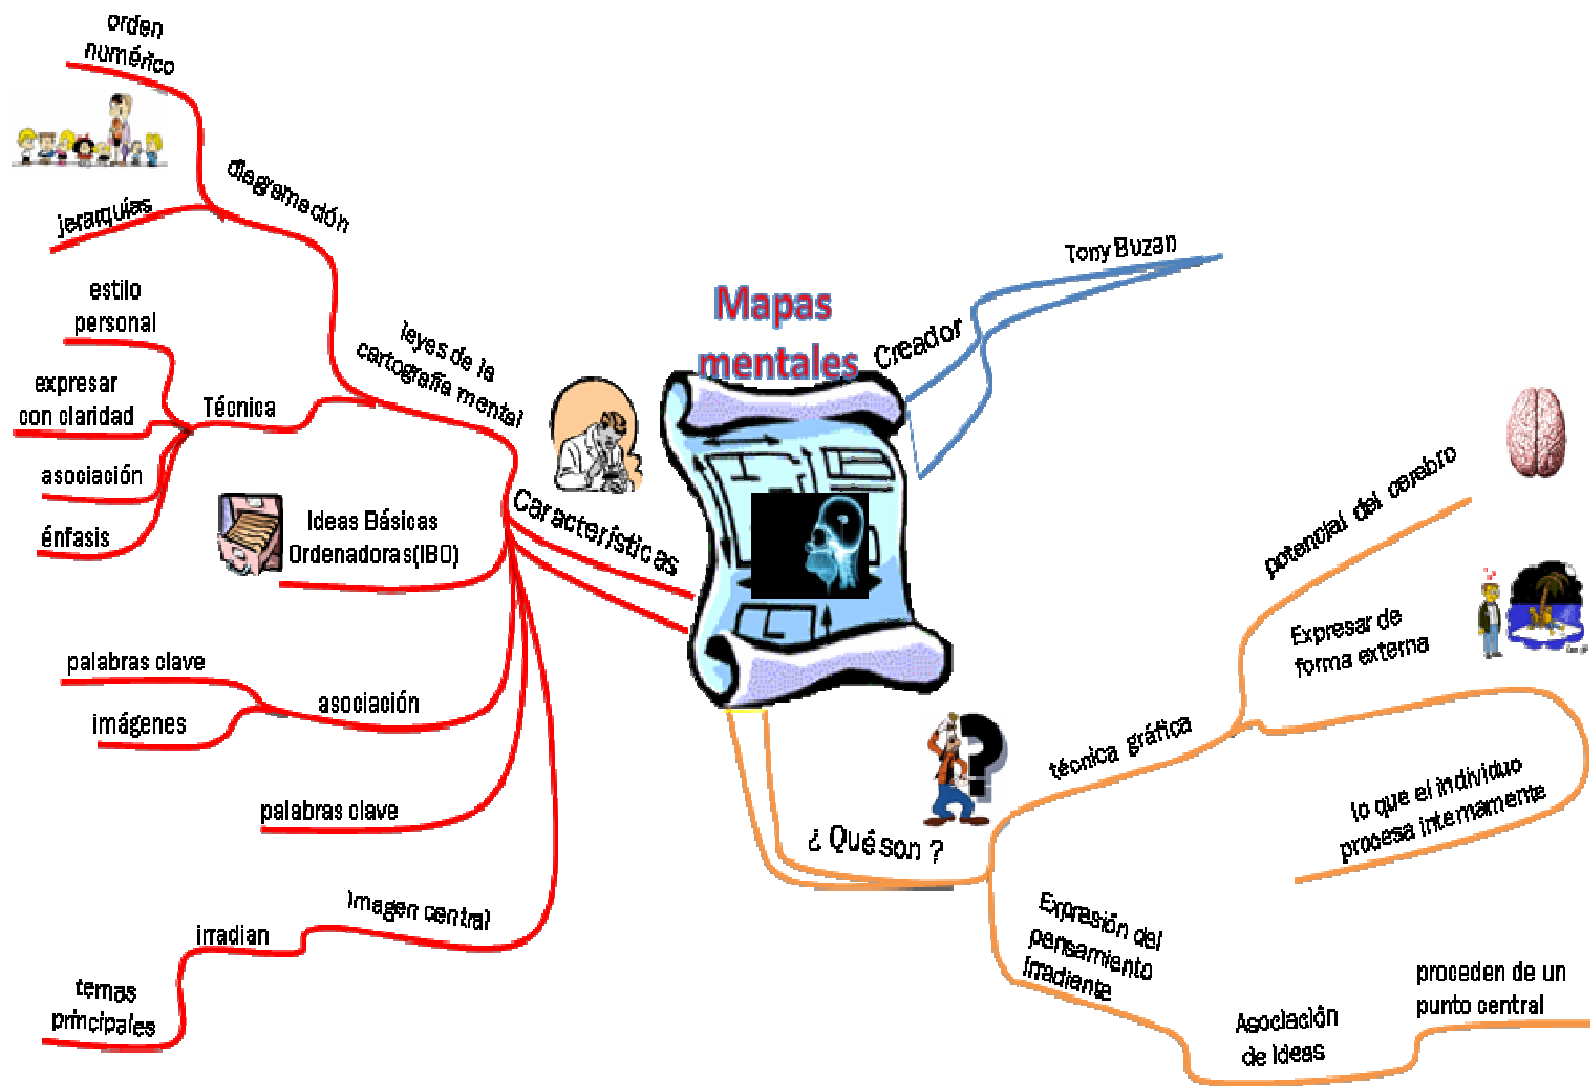 Mapas
mentales
Creador
Tony Buzan
¿ Qué son ?
técnica gráfica
potencial del cerebro
Expresar de
forma externa
lo que el individuo
procesa internamente
Expresión del
pensamiento
Irradiente
Asociación
de Ideas
proceden de un
punto central
Características
leyes de la
cartografía mental
diagramación
orden
numérico
jerarquías
Técnica
estilo
personal
expresar
con claridad
asociación
énfasis
Ideas Básicas
Ordenadoras(IBO)
asociación
palabras clave
imágenes
palabras clave
Imagen central
irradian
temas
principales